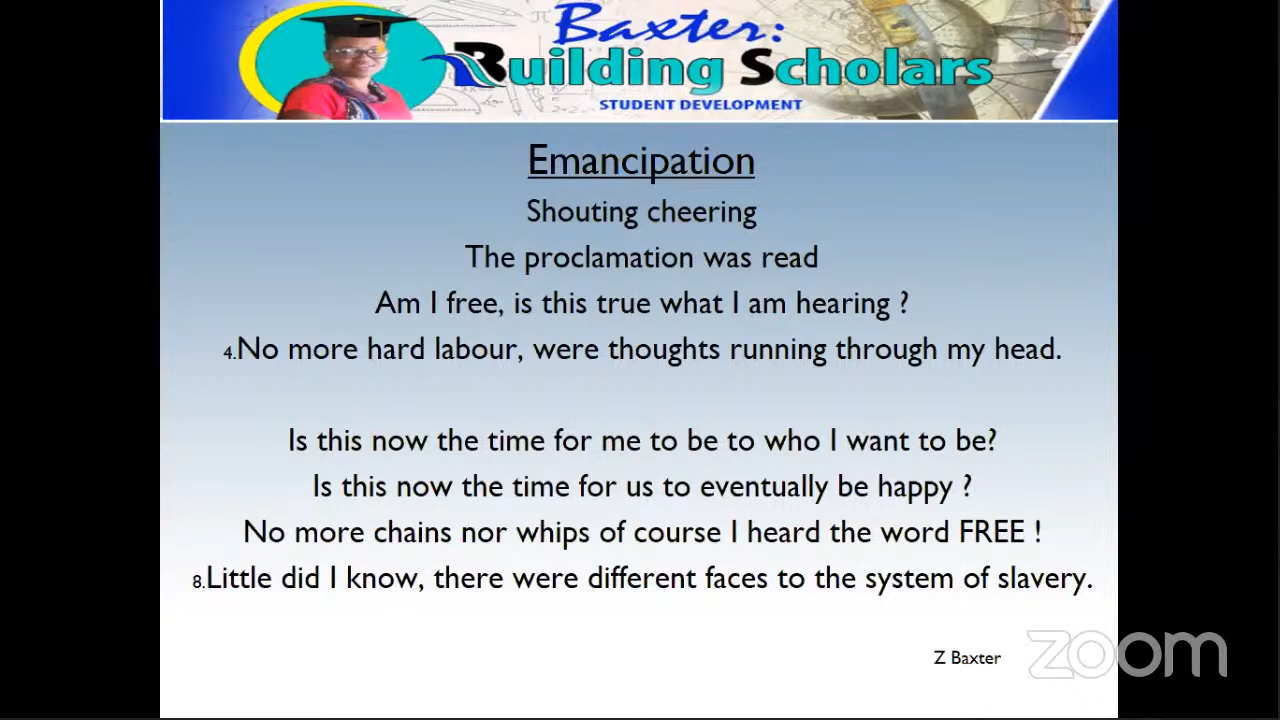 Baxter:
Building Scholars
STUDENT DEVELOPMENT
Emancipation
Shouting cheering
The proclamation was read
Am I free, is this true what I am hearing ?
4.No more hard labour, were thoughts running through my head.
Is this now the time for me to be to who I want to be?
Is this now the time for us to eventually be happy ?
No more chains nor whips of course I heard the word FREE !
8.Little did I know, there were different faces to the system of slavery.
Z Baxter
zoom